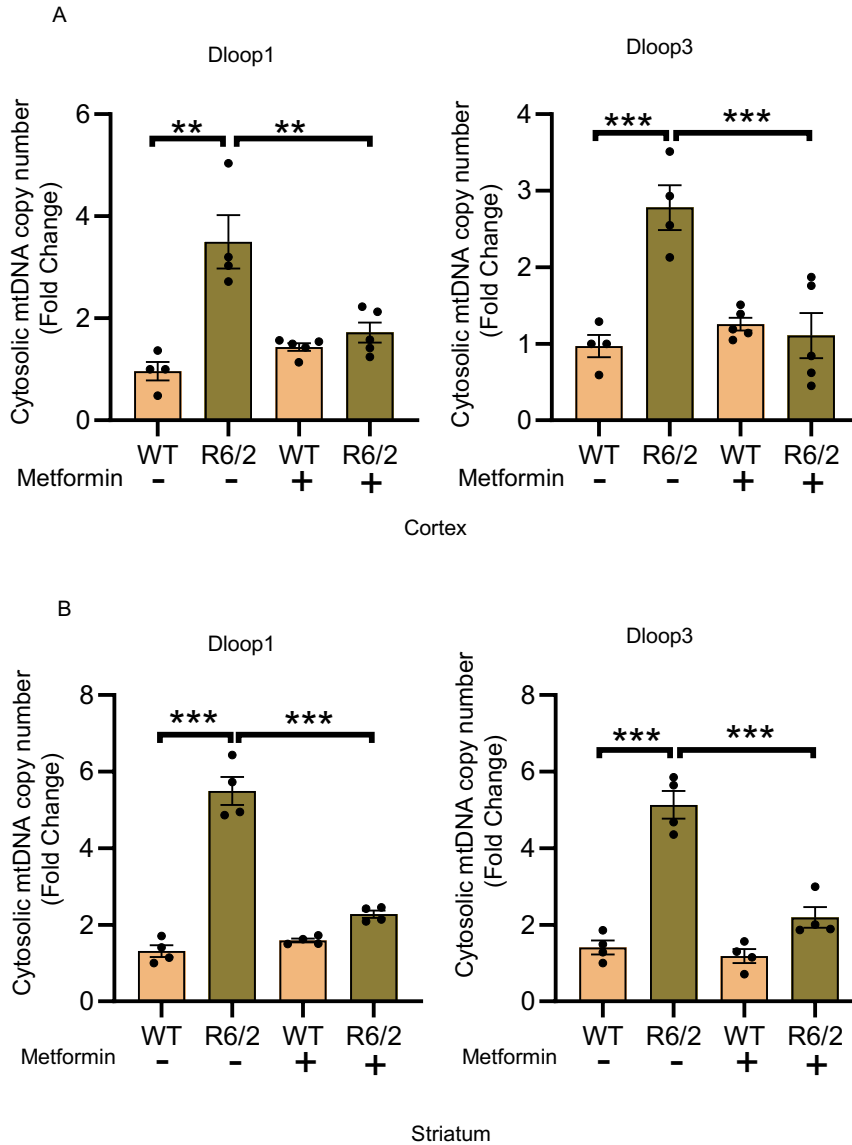 A
Dloop1
Dloop3
Cytosolic mtDNA copy number
(Fold Change)
6
4
2
0
** **
WT R6/2 WT R6/2
Metformin - - + +
Cytosolic mtDNA copy number
(Fold Change)
4
3
2
1
0
*** ***
WT R6/2 WT R6/2
Metformin - - + +
Cortex
B
Dloop1
Dloop3
Cytosolic mtDNA copy number
(Fold Change)
8
6
4
2
0
*** ***
WT R6/2 WT R6/2
Metformin - - + +
Cytosolic mtDNA copy number
(Fold Change)
8
6
4
2
0
*** ***
WT R6/2 WT R6/2
Metformin - - + +
Striatum